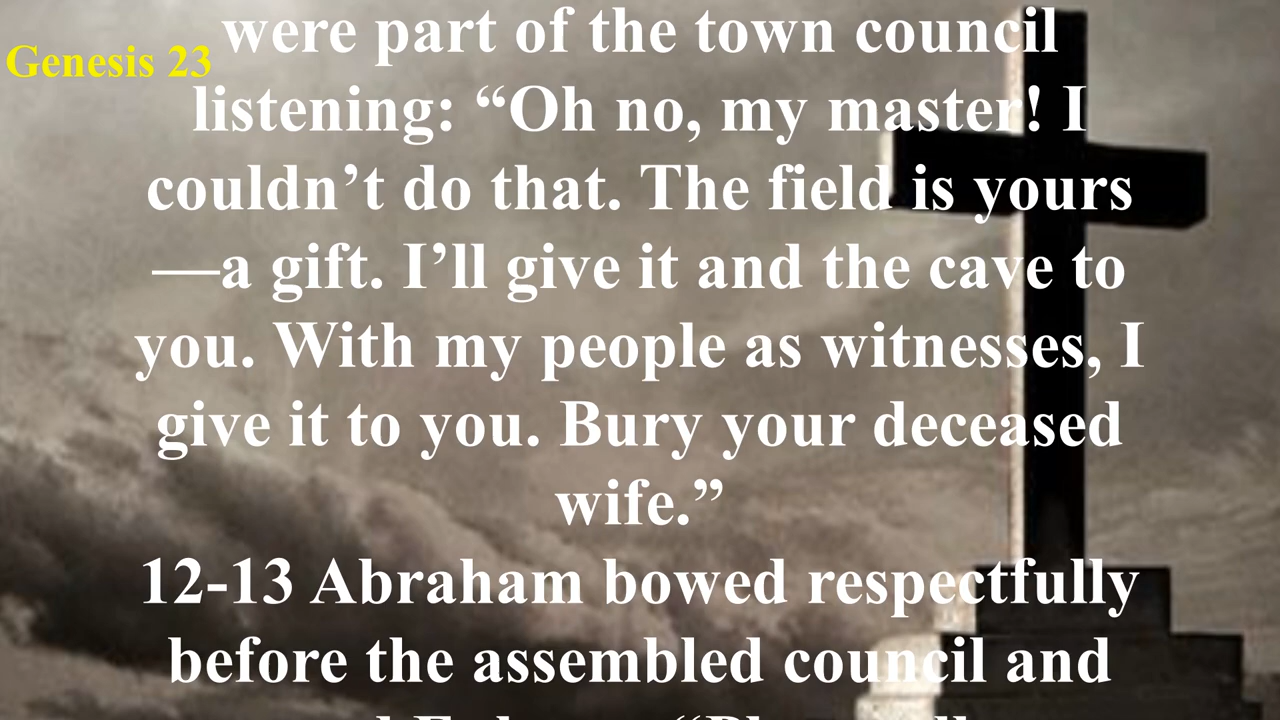 were part of the town council
Genesis 23
listening: “Oh no, my master! I
couldn’t do that. The field is yours
—a gift. I’ll give it and the cave to
you. With my people as witnesses, I
give it to you. Bury your deceased
wife.”
12-13 Abraham bowed respectfully
before the assembled council and